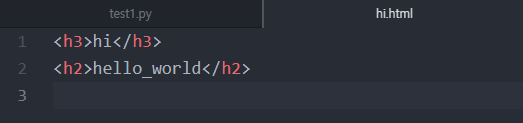 test1.py hi.html
1 <h3>hi</h3>
2 <h2>hello_world</h2>
3